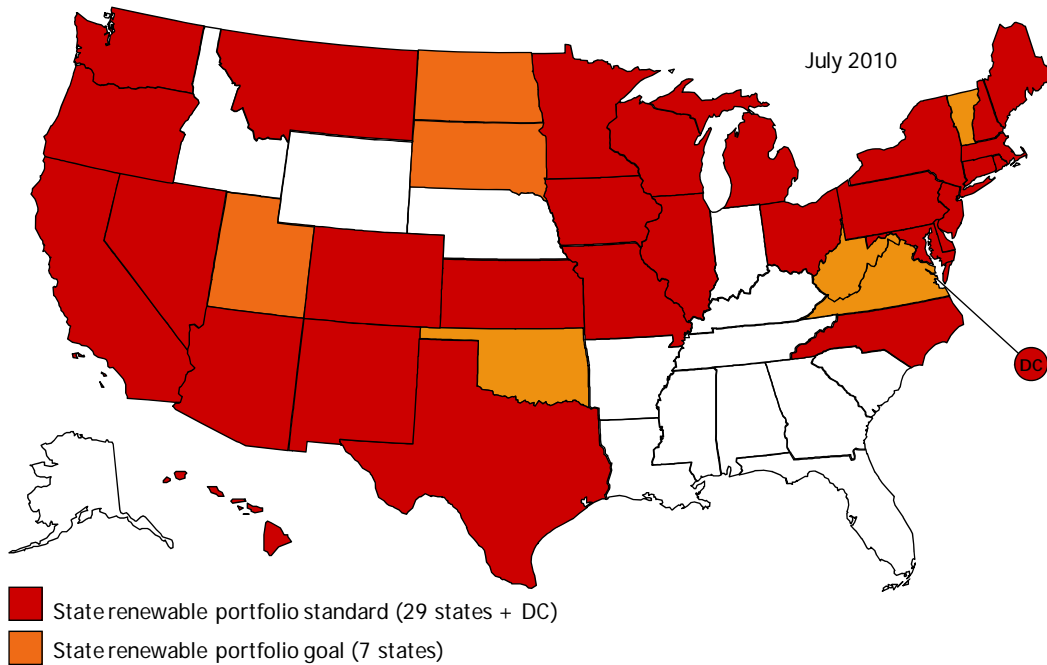 July 2010
DC
State renewable portfolio standard (29 states + DC)
State renewable portfolio goal (7 states)